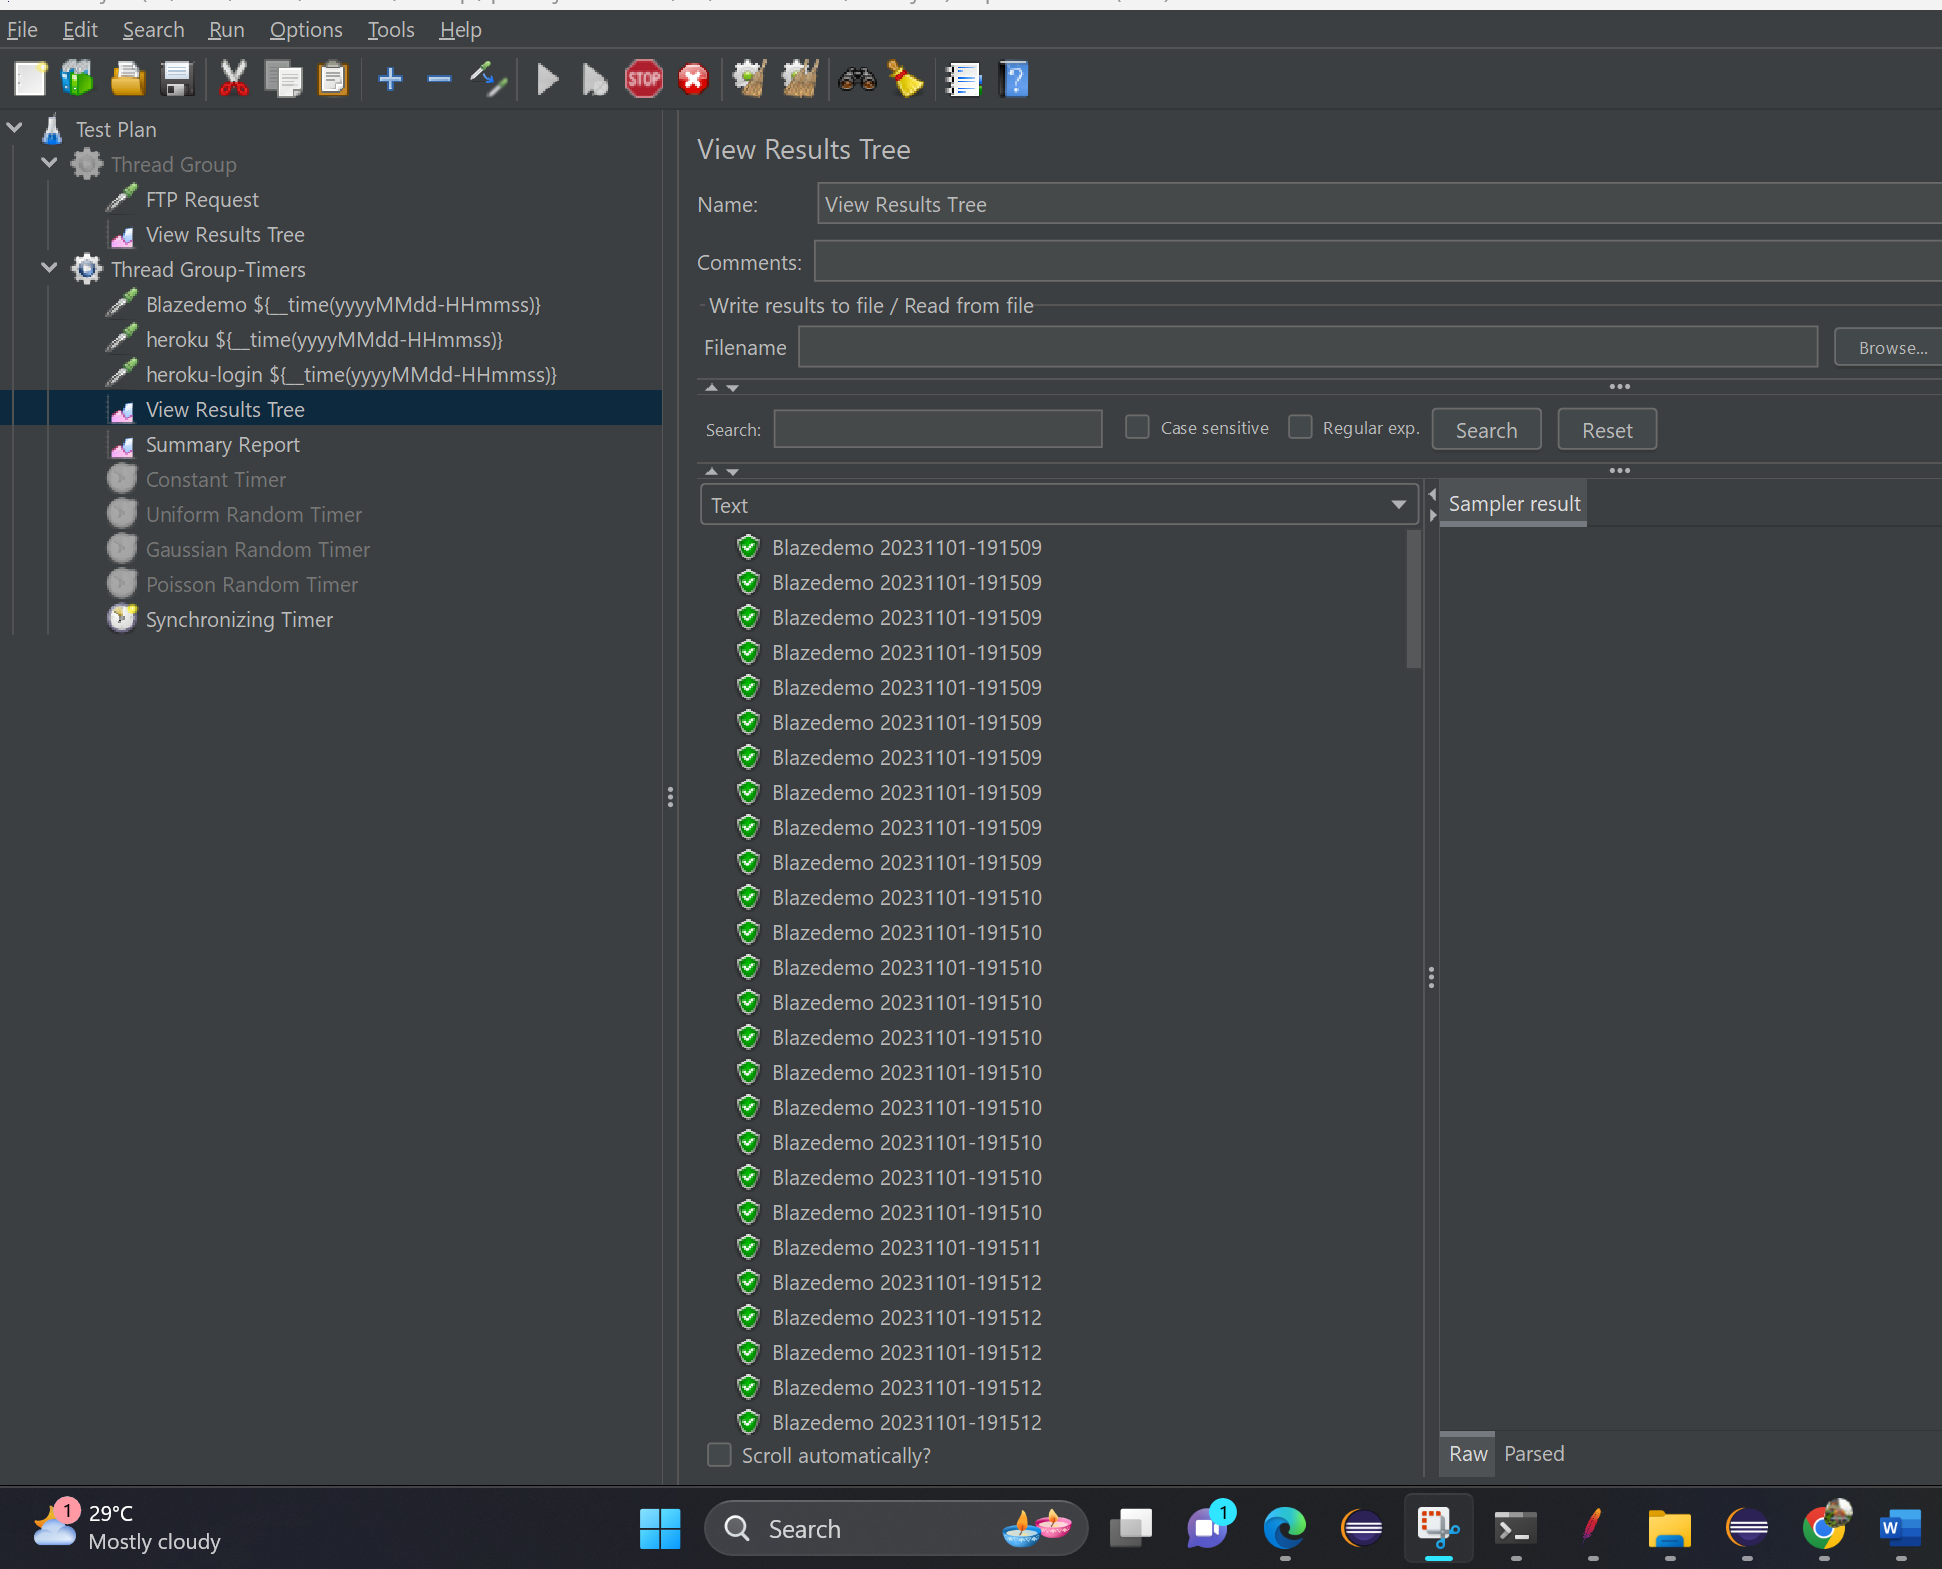 File Edit Search Run Options Tools Help
STOP
Test Plan
Thread Group
FTP Request
View Results Tree
Thread Group-Timers
Blazedemo ${__time(yyyyMMdd-HHmmss)}
heroku ${__time(yyyyMMdd-HHmmss)}
heroku-login ${__time(yyyyMMdd-HHmmss)}
View Results Tree
Summary Report
Constant Timer
Uniform Random Timer
Gaussian Random Timer
Poisson Random Timer
Synchronizing Timer
View Results Tree
Name: View Results Tree
Comments:
Write results to file / Read from file
Filename Browse...
Search: Case sensitive Regular exp. Search Reset
Text
Sampler result
Blazedemo 20231101-191509
Blazedemo 20231101-191509
Blazedemo 20231101-191509
Blazedemo 20231101-191509
Blazedemo 20231101-191509
Blazedemo 20231101-191509
Blazedemo 20231101-191509
Blazedemo 20231101-191509
Blazedemo 20231101-191509
Blazedemo 20231101-191509
Blazedemo 20231101-191510
Blazedemo 20231101-191510
Blazedemo 20231101-191510
Blazedemo 20231101-191510
Blazedemo 20231101-191510
Blazedemo 20231101-191510
Blazedemo 20231101-191510
Blazedemo 20231101-191510
Blazedemo 20231101-191510
Blazedemo 20231101-191510
Blazedemo 20231101-191511
Blazedemo 20231101-191512
Blazedemo 20231101-191512
Blazedemo 20231101-191512
Blazedemo 20231101-191512
Blazedemo 20231101-191512
Scroll automatically?
Raw Parsed
1
29°C
Mostly cloudy
Search
1
W